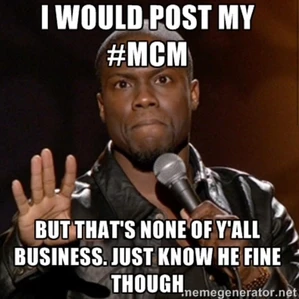 I WOULD POST MY
#MCM
BUT THAT'S NONE OF Y'ALL
BUSINESS. JUST KNOW HE FINE
THOUGH
memegenerator.net